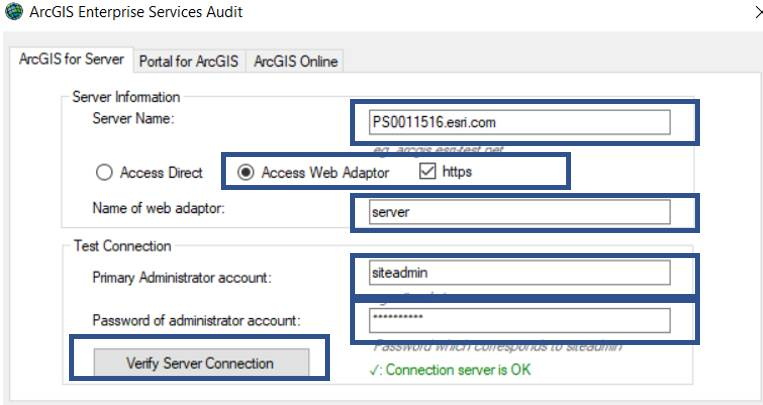 ArcGIS Enterprise Services Audit
ArcGIS for Server Portal for ArcGIS ArcGIS Online
Server Information
Server Name: PS0011516.esri.com
eg. arcgis.esri-test.net
Access Direct Access Web Adaptor https
Name of web adaptor: server
Test Connection
Primary Administrator account: siteadmin
Password of administrator account: **********
Password which corresponds to siteadmin
Verify Server Connection
✓: Connection server is OK